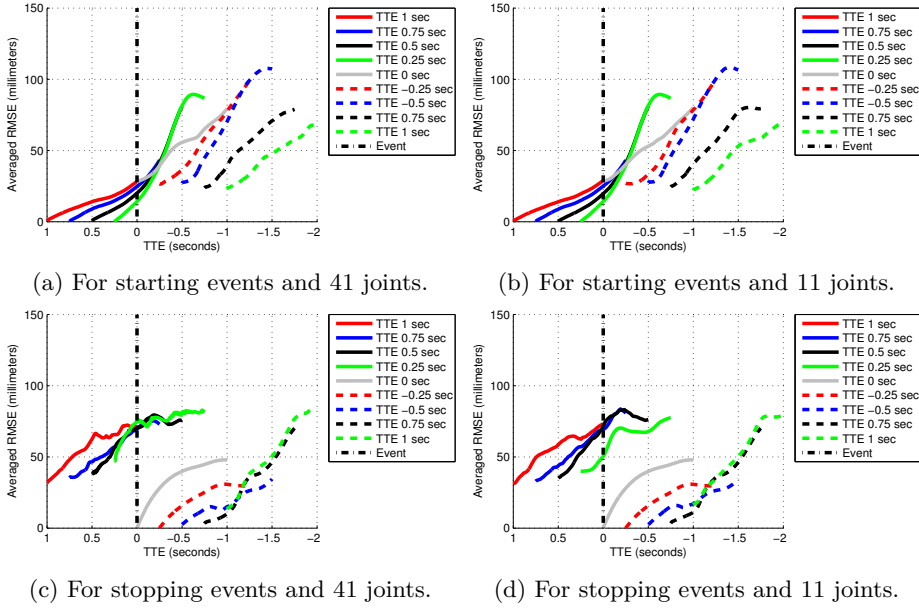 150
100
50
0
1
0.5
0
−0.5
−1
−1.5
−2
TTE (seconds)
Averaged RMSE (millimeters)
TTE 1 sec
TTE 0.75 sec
TTE 0.5 sec
TTE 0.25 sec
TTE 0 sec
TTE −0.25 sec
TTE −0.5 sec
TTE 0.75 sec
TTE 1 sec
Event
(a) For starting events and 41 joints.
150
100
50
0
1
0.5
0
−0.5
−1
−1.5
−2
TTE (seconds)
Averaged RMSE (millimeters)
TTE 1 sec
TTE 0.75 sec
TTE 0.5 sec
TTE 0.25 sec
TTE 0 sec
TTE −0.25 sec
TTE −0.5 sec
TTE 0.75 sec
TTE 1 sec
Event
(b) For starting events and 11 joints.
150
100
50
0
1
0.5
0
−0.5
−1
−1.5
−2
TTE (seconds)
Averaged RMSE (millimeters)
TTE 1 sec
TTE 0.75 sec
TTE 0.5 sec
TTE 0.25 sec
TTE 0 sec
TTE −0.25 sec
TTE −0.5 sec
TTE 0.75 sec
TTE 1 sec
Event
(c) For stopping events and 41 joints.
150
100
50
0
1
0.5
0
−0.5
−1
−1.5
−2
TTE (seconds)
Averaged RMSE (millimeters)
TTE 1 sec
TTE 0.75 sec
TTE 0.5 sec
TTE 0.25 sec
TTE 0 sec
TTE −0.25 sec
TTE −0.5 sec
TTE 0.75 sec
TTE 1 sec
Event
(d) For stopping events and 11 joints.